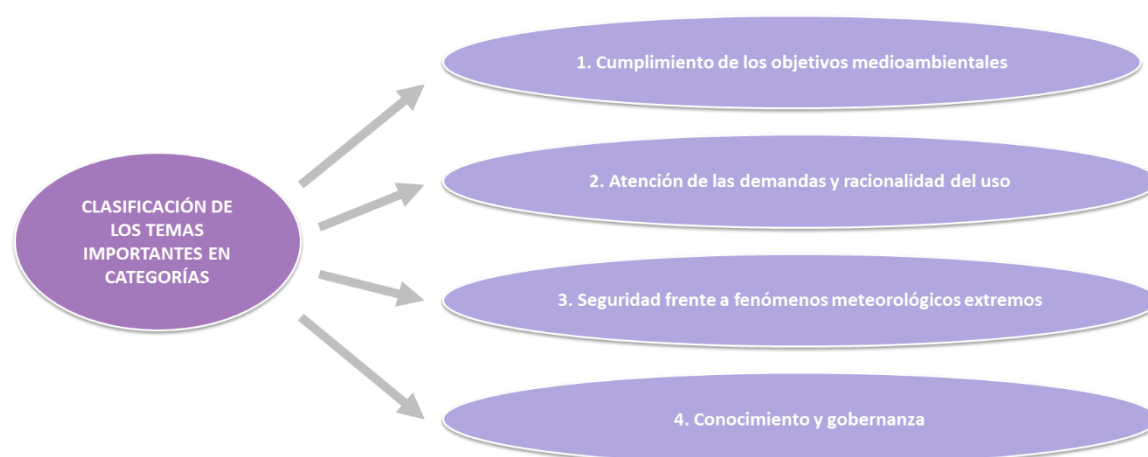 1. Cumplimiento de los objetivos medioambientales
2. Atención de las demandas y racionalidad del uso
CLASIFICACIÓN DE
LOS TEMAS
IMPORTANTES EN
CATEGORÍAS
3. Seguridad frente a fenómenos meteorológicos extremos
4. Conocimiento y gobernanza